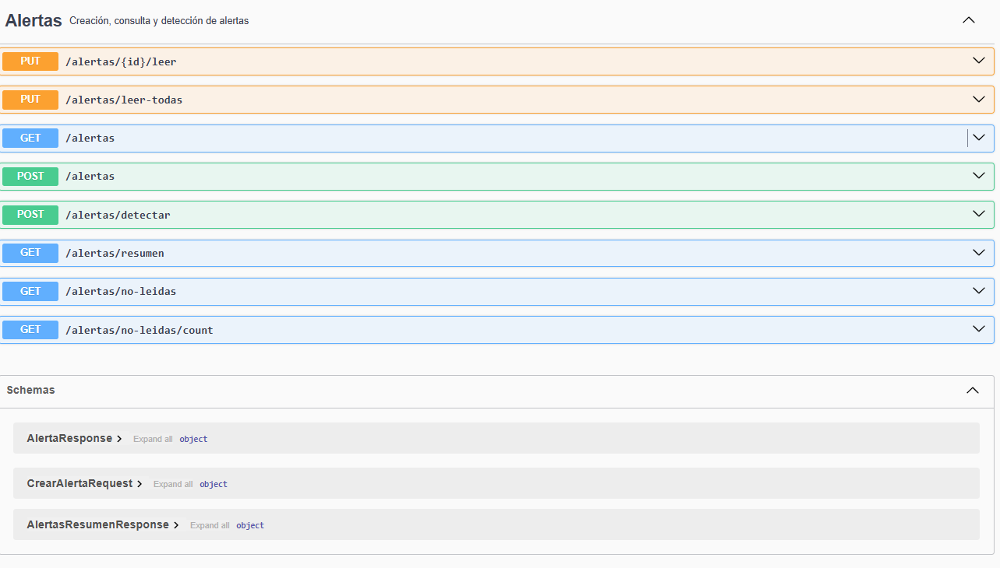 Alertas Creación, consulta y detección de alertas
PUT /alertas/{id}/leer
PUT /alertas/leer-todas
GET /alertas
POST /alertas
POST /alertas/detectar
GET /alertas/resumen
GET /alertas/no-leidas
GET /alertas/no-leidas/count
Schemas
AlertaResponse Expand all object
CrearAlertaRequest Expand all object
AlertasResumenResponse Expand all object